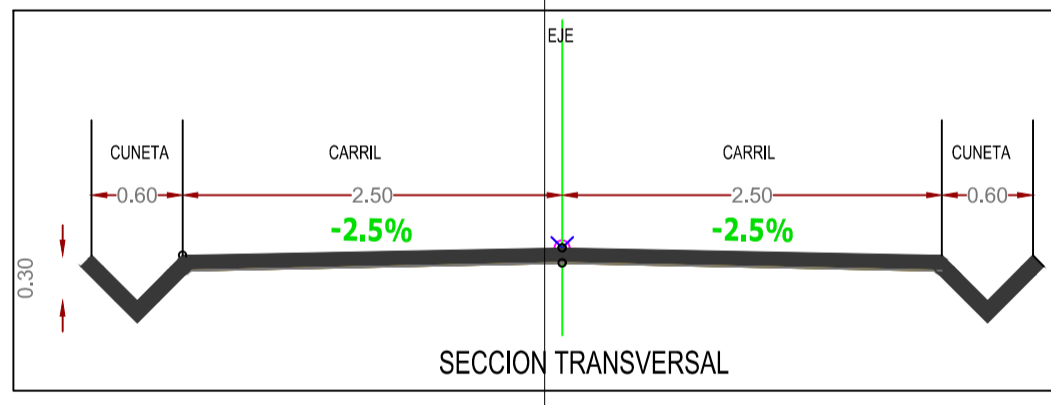 EJE
CUNETA CARRIL CARRIL CUNETA
0.60 2.50 2.50 0.60
-2.5% -2.5%
0.30
SECCION TRANSVERSAL